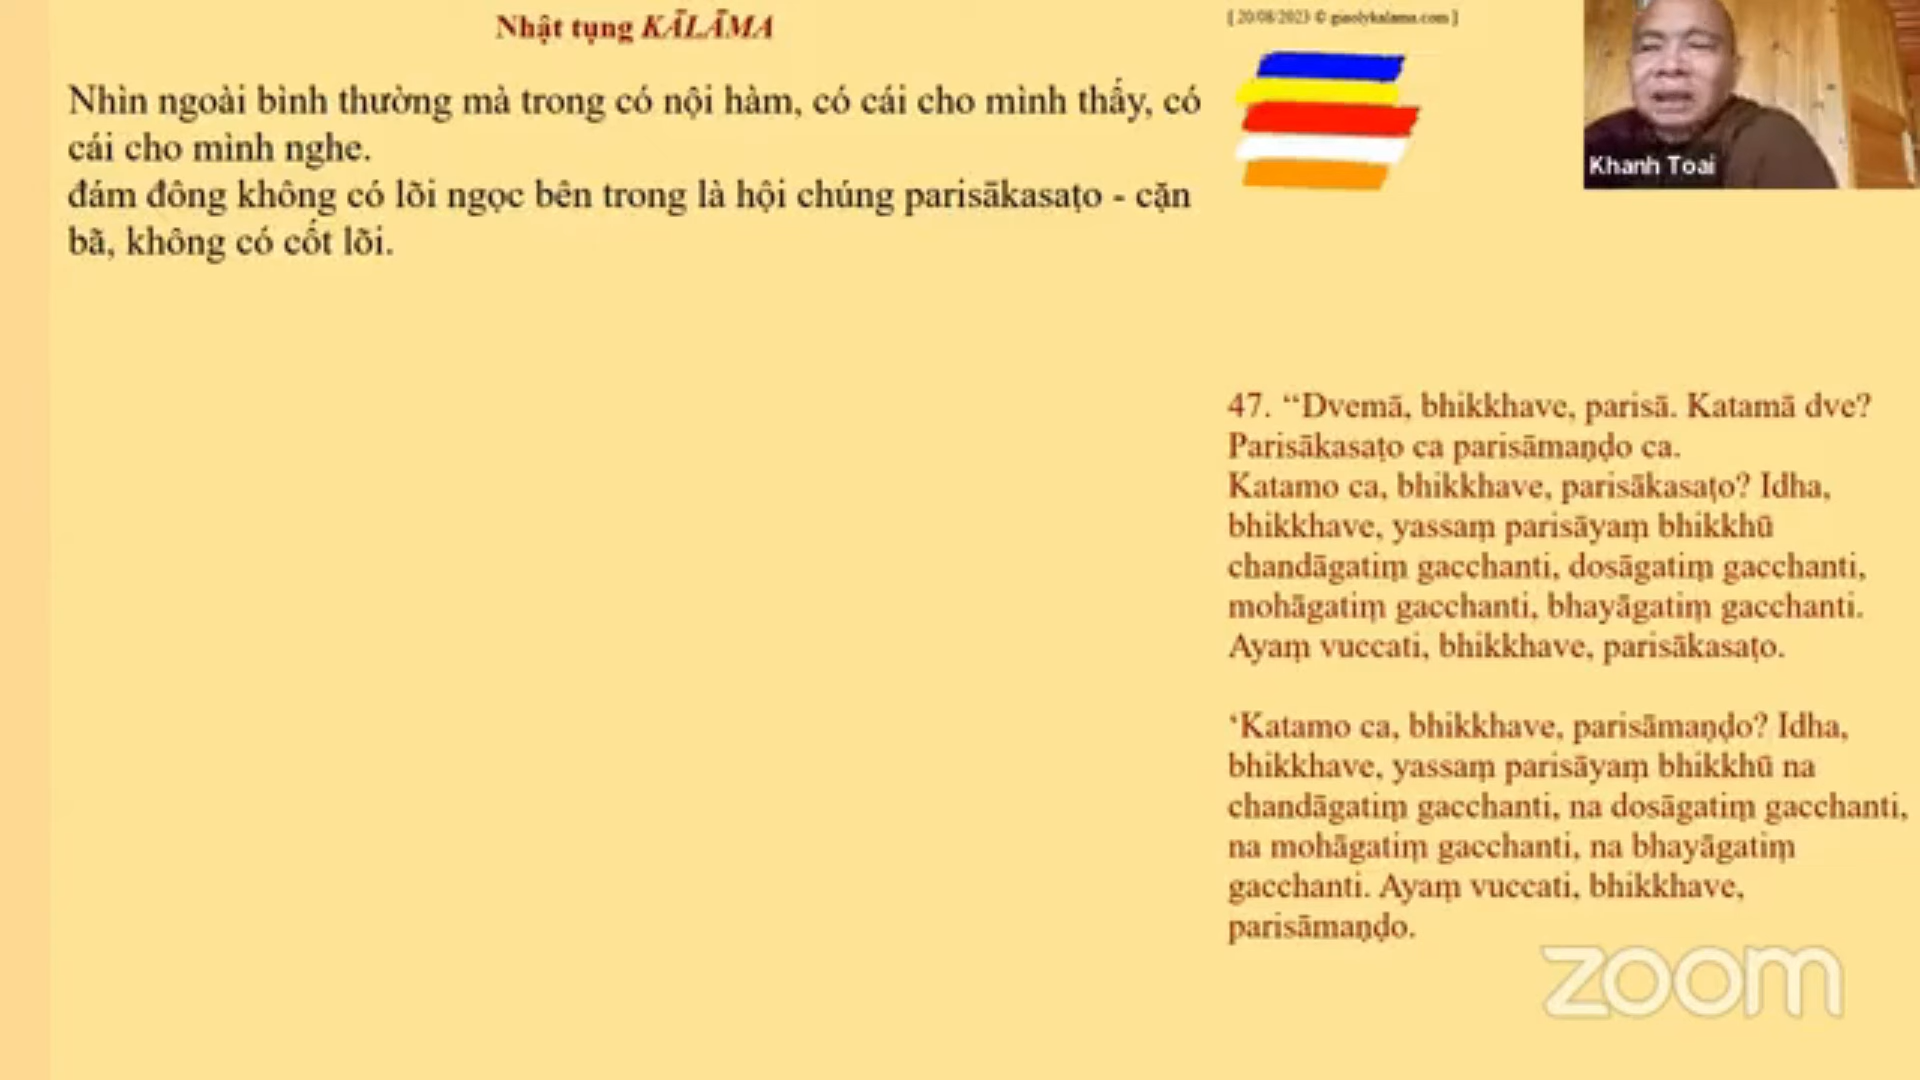 Nhật tụng KĀLĀMA
[ 20/08/2023 © giaolykalama.com ]
Nhìn ngoài bình thường mà trong có nội hàm, có cái cho mình thấy, có
cái cho mình nghe.
đám đông không có lõi ngọc bên trong là hội chúng parisākasaṭo - cặn
bã, không có cốt lõi.
Khanh Toai
47. “Dvemā, bhikkhave, parisā. Katamā dve?
Parisākasaṭo ca parisāmaṇḍo ca.
Katamo ca, bhikkhave, parisākasaṭo? Idha,
bhikkhave, yassaṃ parisāyaṃ bhikkhū
chandāgatiṃ gacchanti, dosāgatiṃ gacchanti,
mohāgatiṃ gacchanti, bhayāgatiṃ gacchanti.
Ayaṃ vuccati, bhikkhave, parisākasaṭo.
‘Katamo ca, bhikkhave, parisāmaṇḍo? Idha,
bhikkhave, yassaṃ parisāyaṃ bhikkhū na
chandāgatiṃ gacchanti, na dosāgatiṃ gacchanti,
na mohāgatiṃ gacchanti, na bhayāgatiṃ
gacchanti. Ayaṃ vuccati, bhikkhave,
parisāmaṇḍo.
zoom